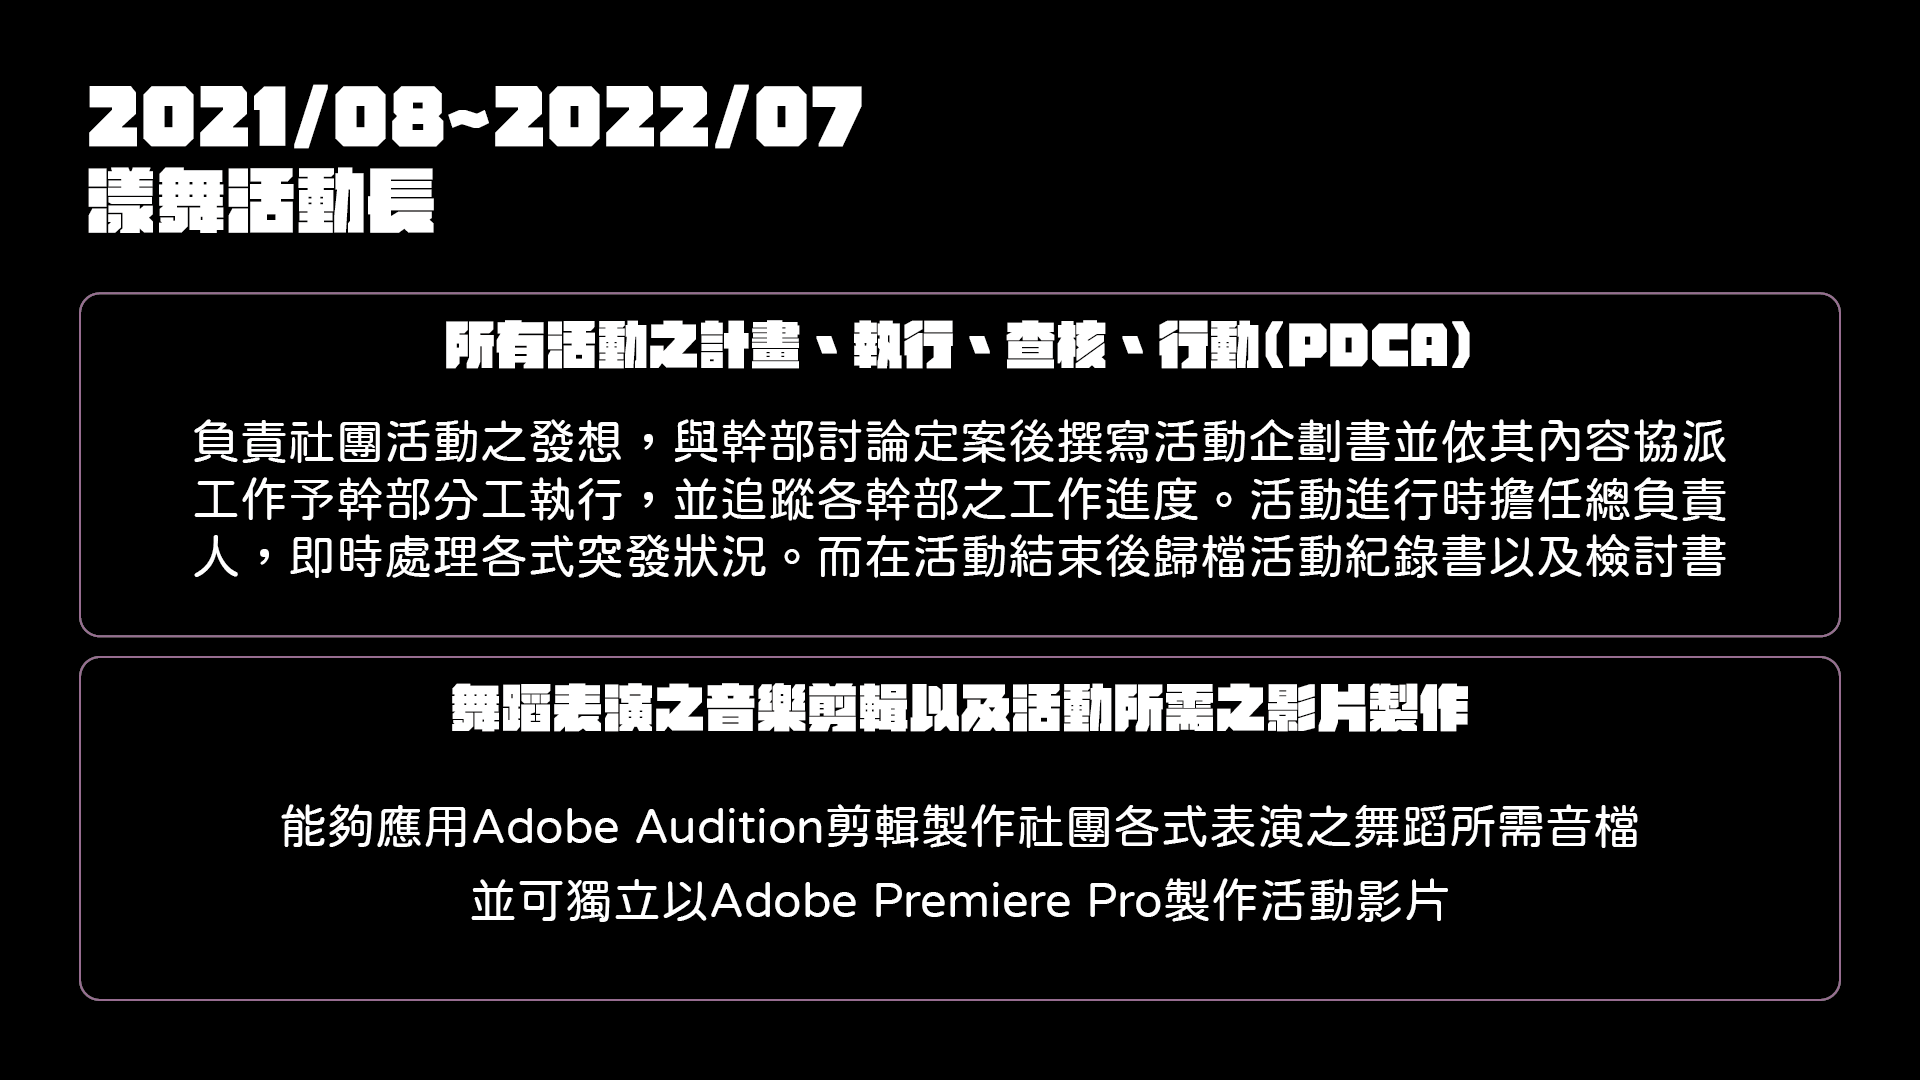 2021/08~2022/07
漾舞活動長
所有活動之計畫、執行、查核、行動(PDCA)
負責社團活動之發想，與幹部討論定案後撰寫活動企劃書並依其內容協派
工作予幹部分工執行，並追蹤各幹部之工作進度。活動進行時擔任總負責
人，即時處理各式突發狀況。而在活動結束後歸檔活動紀錄書以及檢討書
舞蹈表演之音樂剪輯以及活動所需之影片製作
能夠應用Adobe Audition剪輯製作社團各式表演之舞蹈所需音檔
並可獨立以Adobe Premiere Pro製作活動影片